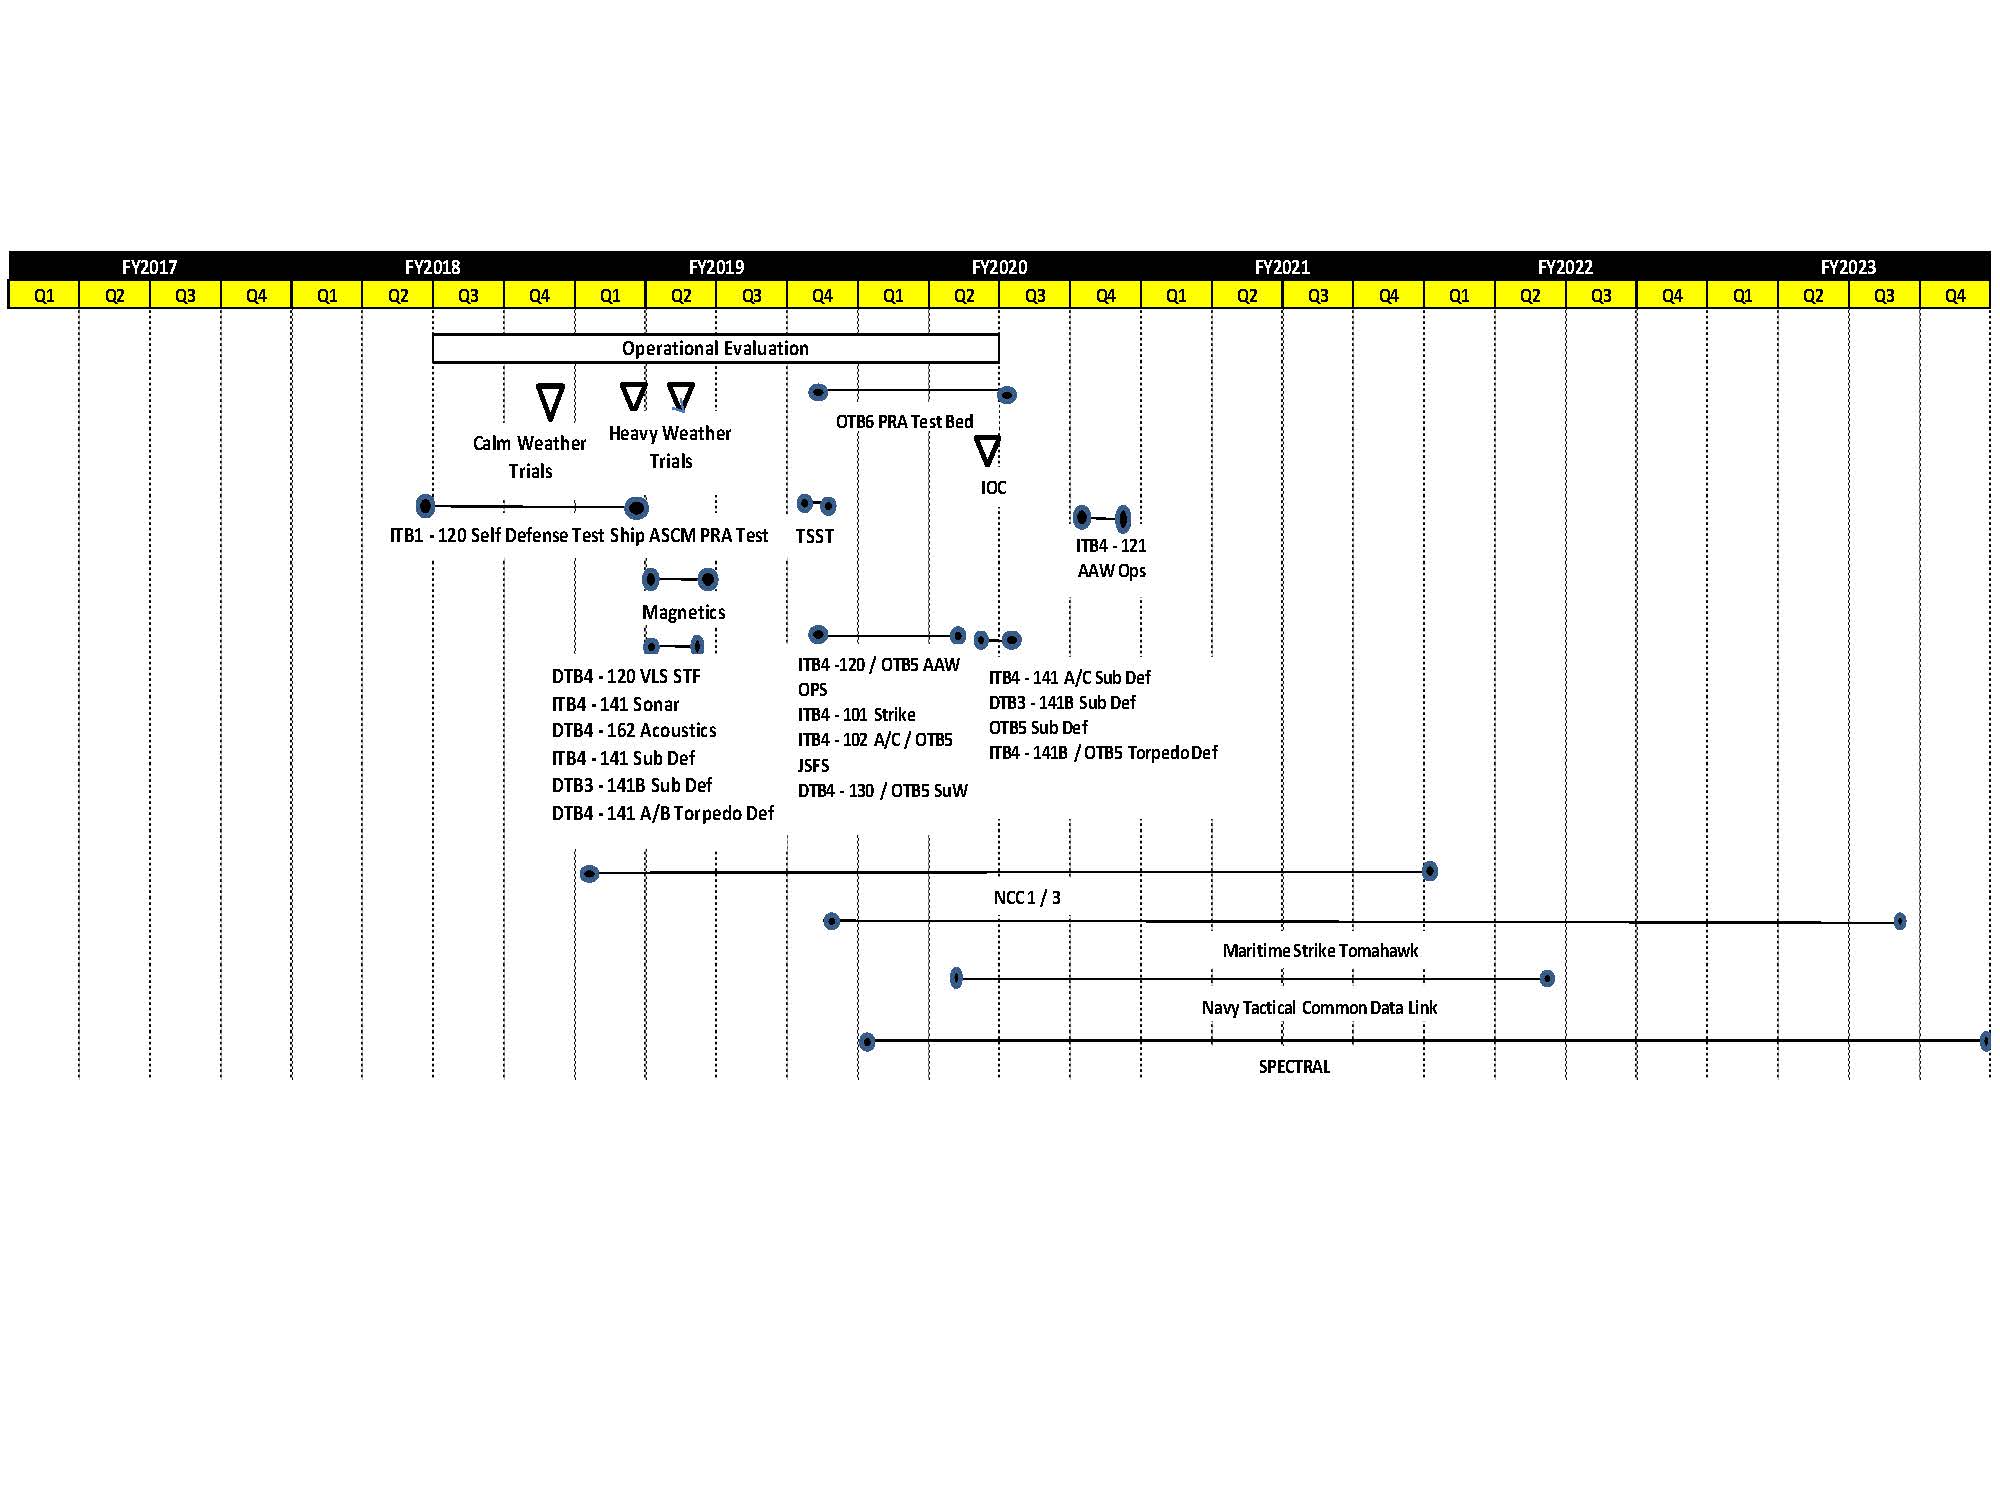 FY2017 FY2018 FY2019 FY2020 FY2021 FY2022 FY2023
Q1 Q2 Q3 Q4 Q1 Q2 Q3 Q4 Q1 Q2 Q3 Q4 Q1 Q2 Q3 Q4 Q1 Q2 Q3 Q4 Q1 Q2 Q3 Q4 Q1 Q2 Q3 Q4
Operational Evaluation
Calm Weather
Trials
Heavy Weather
Trials
OTB6 PRA Test Bed
IOC
ITB1 - 120 Self Defense Test Ship ASCM PRA Test
TSST
ITB4 - 121
AAW Ops
Magnetics
DTB4 - 120 VLS STF
ITB4 - 141 Sonar
DTB4 - 162 Acoustics
ITB4 - 141 Sub Def
DTB3 - 141B Sub Def
DTB4 - 141 A/B Torpedo Def
ITB4 -120 / OTB5 AAW
OPS
ITB4 - 101 Strike
ITB4 - 102 A/C / OTB5
JSFS
DTB4 - 130 / OTB5 SuW
ITB4 - 141 A/C Sub Def
DTB3 - 141B Sub Def
OTB5 Sub Def
ITB4 - 141B / OTB5 Torpedo Def
NCC 1 / 3
Maritime Strike Tomahawk
Navy Tactical Common Data Link
SPECTRAL